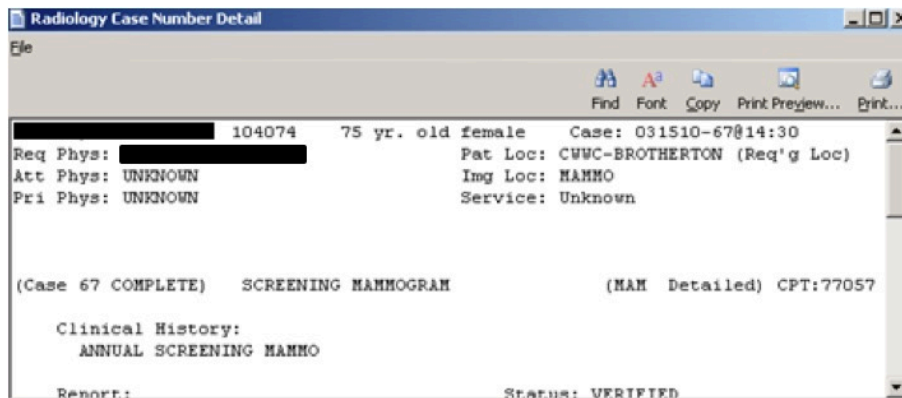 Radiology Case Number Detail
File
Find Font Copy Print Preview... Print...
104074 75 yr. old female Case: 031510-67@14:30
Req Phys: Pat Loc: CWWC-BROTHERTON (Req'g Loc)
Att Phys: UNKNOWN Img Loc: MAMMO
Pri Phys: UNKNOWN Service: Unknown
(Case 67 COMPLETE) SCREENING MAMMOGRAM (MAM Detailed) CPT:77057
Clinical History:
ANNUAL SCREENING MAMMO
Report: Status: VERIFIED